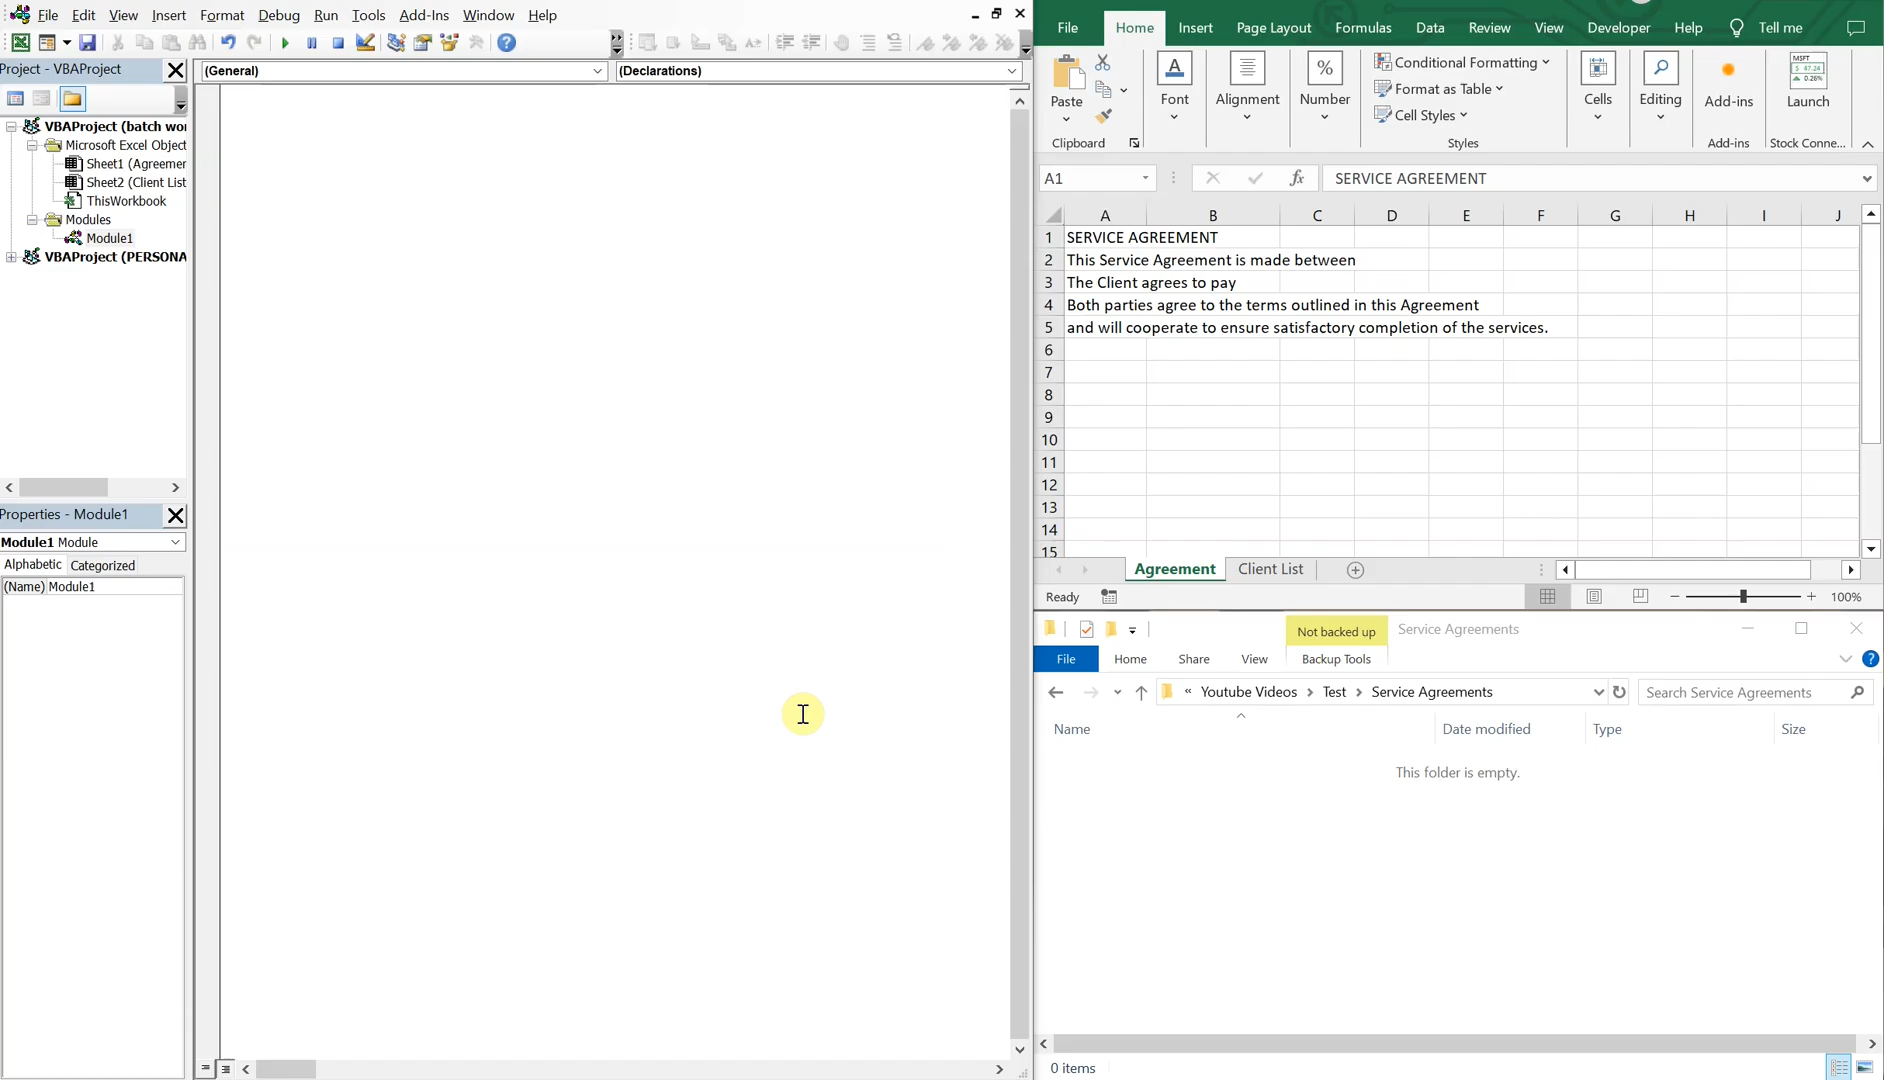 File Edit View Insert Format Debug Run Tools Add-Ins Window Help
Project - VBAProject
VBAProject (batch wor
Microsoft Excel Object
Sheet1 (Agreemer
Sheet2 (Client List
ThisWorkbook
Modules
Module1
VBAProject (PERSONA
Properties - Module1
Module1 Module
Alphabetic Categorized
(Name) Module1
(General) (Declarations)
File Home Insert Page Layout Formulas Data Review View Developer Help Tell me
Paste
Clipboard
Font
Alignment
Number
%
Conditional Formatting
Format as Table
Cell Styles
Styles
Cells
Editing
Add-ins
Add-ins
MSFT
$ 47.24
0.26%
Launch
Stock Conne...
A1 fx SERVICE AGREEMENT
A B C D E F G H I J
1 SERVICE AGREEMENT
2 This Service Agreement is made between
3 The Client agrees to pay
4 Both parties agree to the terms outlined in this Agreement
5 and will cooperate to ensure satisfactory completion of the services.
6
7
8
9
10
11
12
13
14
15
Agreement Client List
Ready 100%
Not backed up Service Agreements
File Home Share View Backup Tools
« Youtube Videos > Test > Service Agreements Search Service Agreements
Name Date modified Type Size
This folder is empty.
0 items